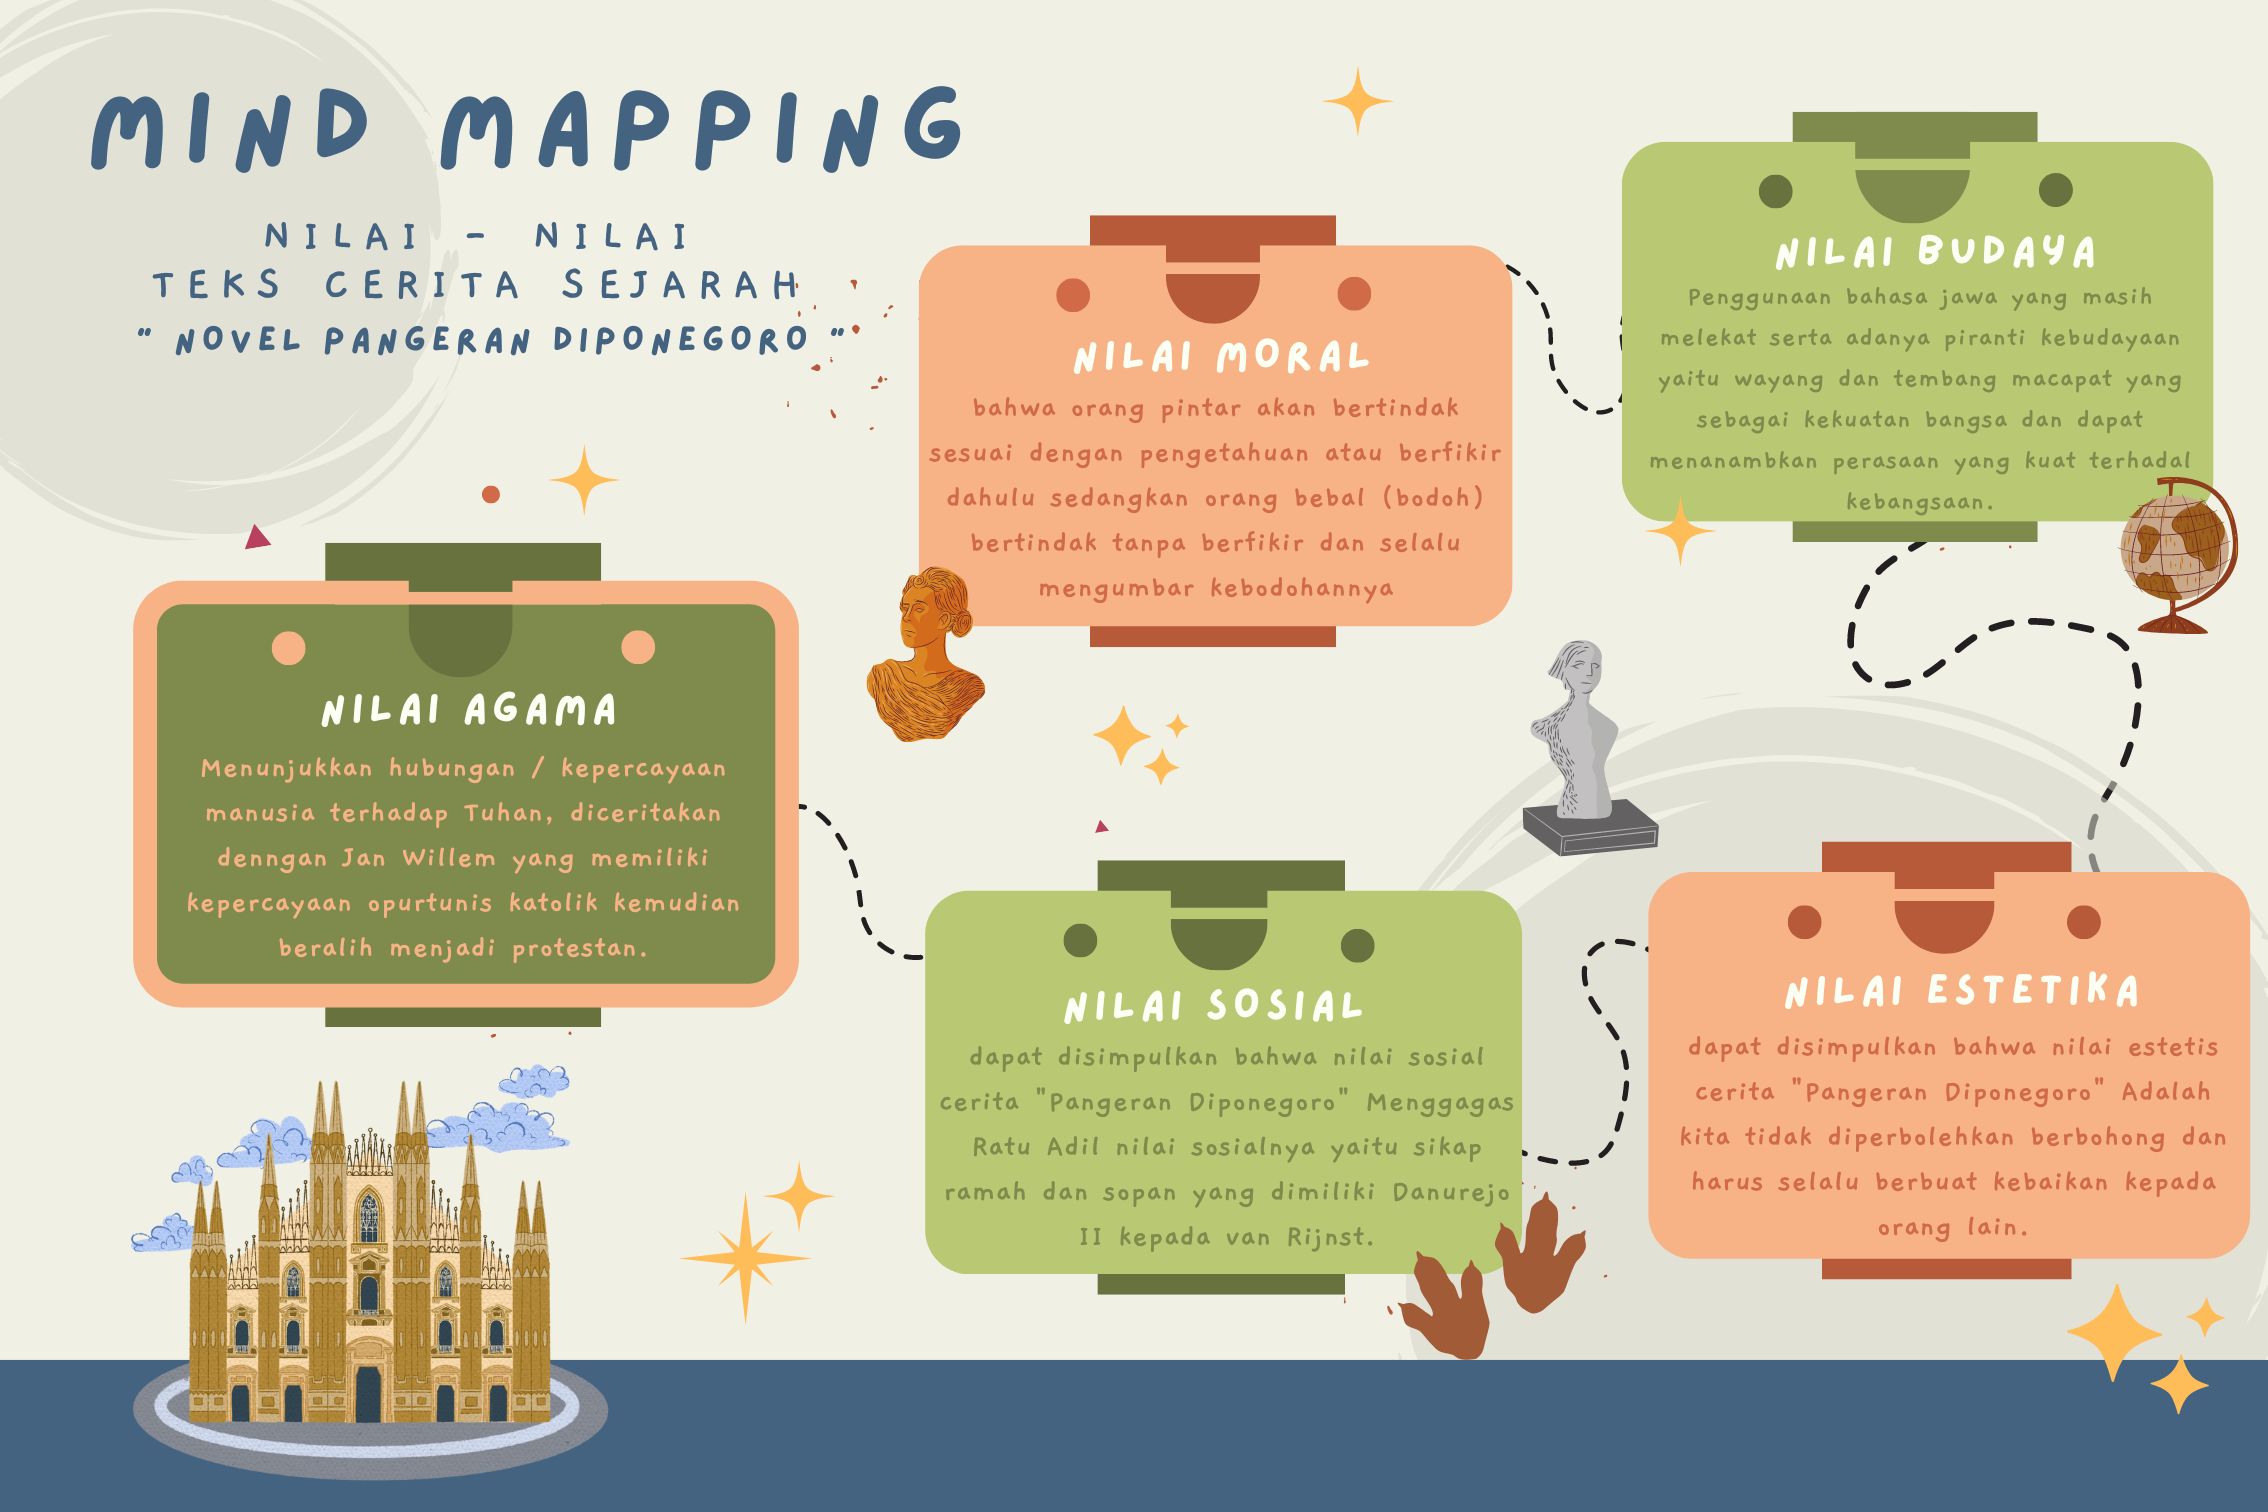 MIND MAPPING
NILAI - NILAI
TEKS CERITA SEJARAH
" NOVEL PANGERAN DIPONEGORO "
NILAI AGAMA
Menunjukkan hubungan / kepercayaan
manusia terhadap Tuhan, diceritakan
denngan Jan Willem yang memiliki
kepercayaan opurtunis katolik kemudian
beralih menjadi protestan.
NILAI MORAL
bahwa orang pintar akan bertindak
sesuai dengan pengetahuan atau berfikir
dahulu sedangkan orang bebal (bodoh)
bertindak tanpa berfikir dan selalu
mengumbar kebodohannya
NILAI BUDAYA
Penggunaan bahasa jawa yang masih
melekat serta adanya piranti kebudayaan
yaitu wayang dan tembang macapat yang
sebagai kekuatan bangsa dan dapat
menanambkan perasaan yang kuat terhadal
kebangsaan.
NILAI SOSIAL
dapat disimpulkan bahwa nilai sosial
cerita "Pangeran Diponegoro" Menggagas
Ratu Adil nilai sosialnya yaitu sikap
ramah dan sopan yang dimiliki Danurejo
II kepada van Rijnst.
NILAI ESTETIKA
dapat disimpulkan bahwa nilai estetis
cerita "Pangeran Diponegoro" Adalah
kita tidak diperbolehkan berbohong dan
harus selalu berbuat kebaikan kepada
orang lain.